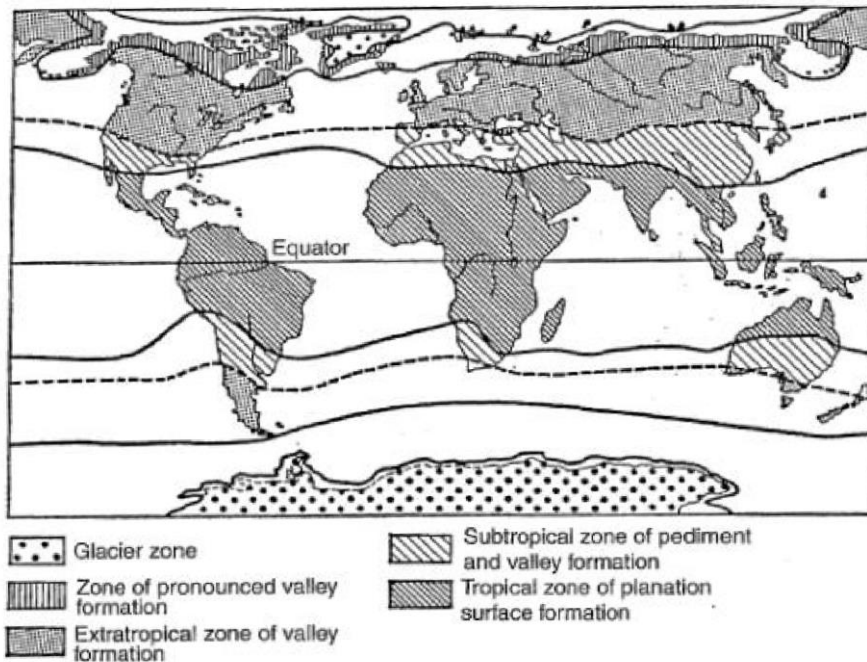 Equator
Glacier zone
Zone of pronounced valley
formation
Extratropical zone of valley
formation
Subtropical zone of pediment
and valley formation
Tropical zone of planation
surface formation